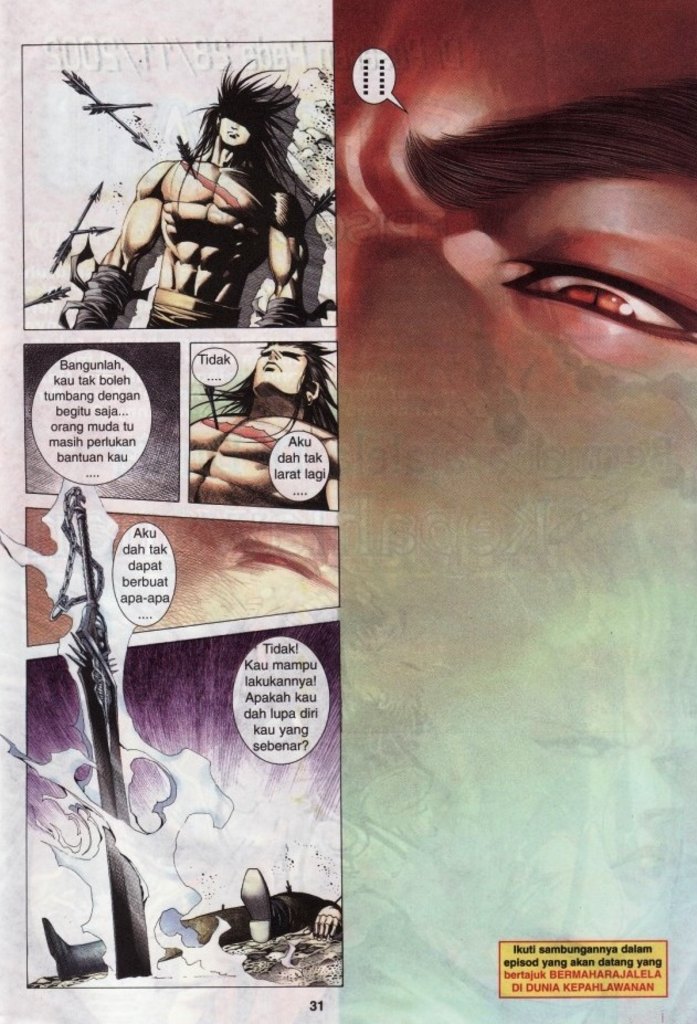 Bangunlah,
kau tak boleh
tumbang dengan
begitu saja...
orang muda tu
masih perlukan
bantuan kau
....
Tidak
....
Aku
dah tak
larat lagi
....
Aku
dah tak
dapat
berbuat
apa-apa
....
Tidak!
Kau mampu
lakukannya!
Apakah kau
dah lupa diri
kau yang
sebenar?
Ikuti sambungannya dalam
episod yang akan datang yang
bertajuk BERMAHARAJALELA
DI DUNIA KEPAHLAWANAN
31